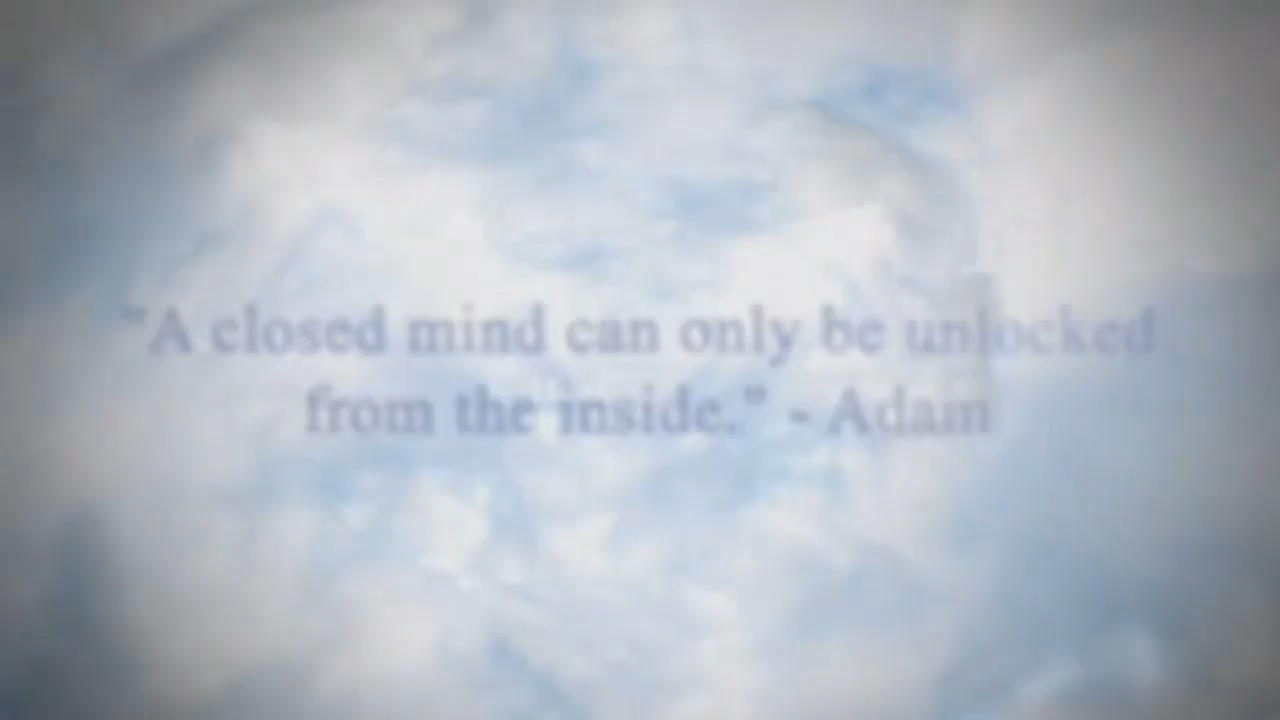 "A closed mind can only be unlocked
from the inside." - Adam